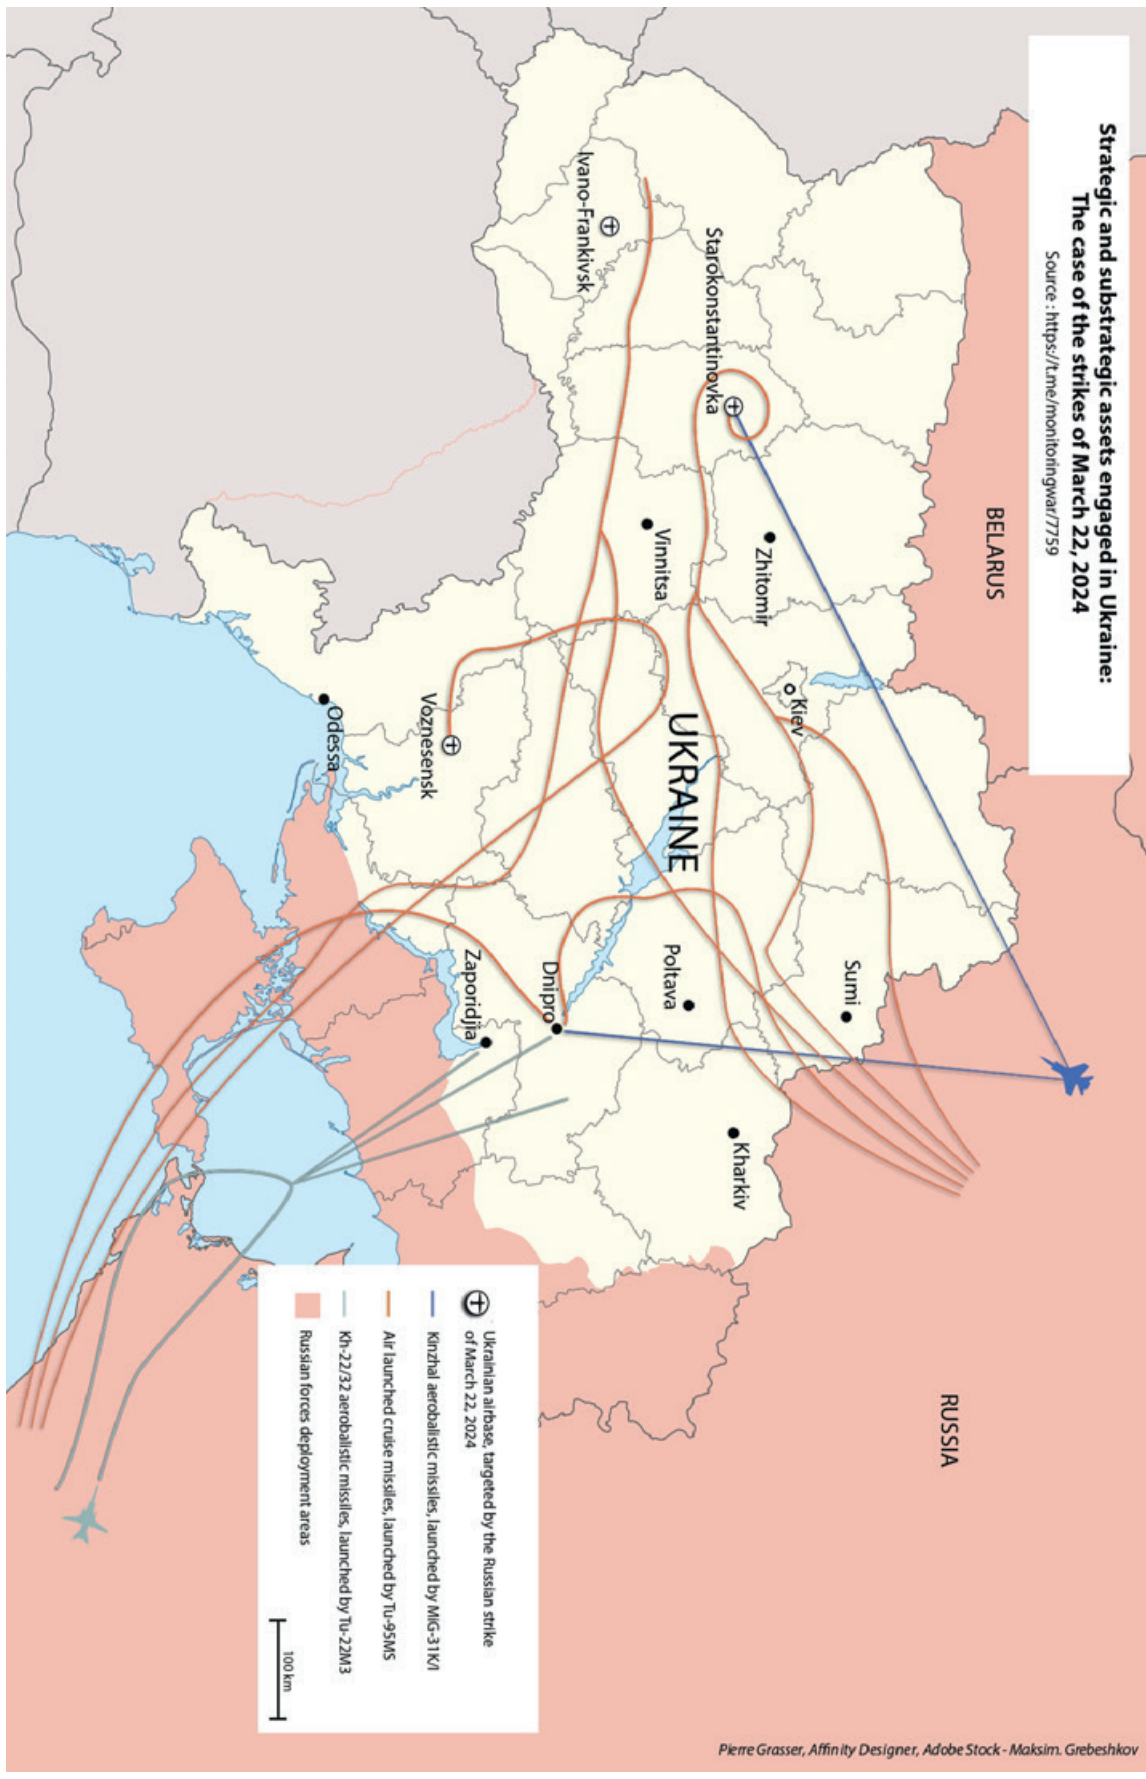 Strategic and substrategic assets engaged in Ukraine:
The case of the strikes of March 22, 2024
Source : https://t.me/monitoringwar/7759
BELARUS
RUSSIA
UKRAINE
Ivano-Frankivsk
Starokonstantinovka
Zhitomir
Vinnitsa
Kiev
Voznesensk
Odessa
Sumi
Poltava
Dnipro
Zaporidjia
Kharkiv
Ukrainian airbase, targeted by the Russian strike
of March 22, 2024
Kinzhal aerobalistic missiles, launched by MiG-31K/I
Air launched cruise missiles, launched by Tu-95MS
Kh-22/32 aerobalistic missiles, launched by Tu-22M3
Russian forces deployment areas
100 km
Pierre Grasser, Affinity Designer, Adobe Stock - Maksim. Grebeshkov